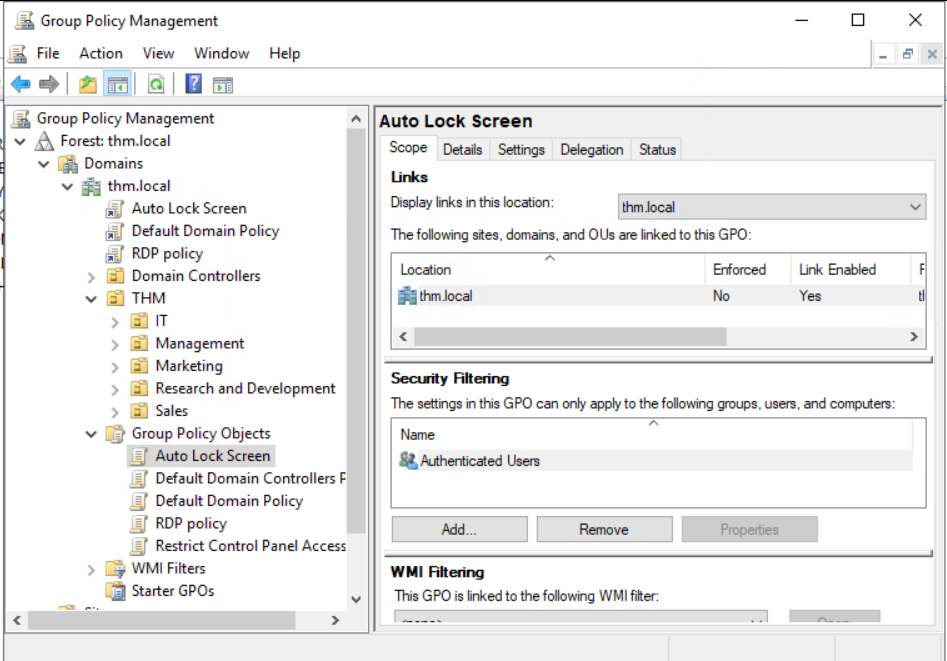 Group Policy Management
File Action View Window Help
Group Policy Management
Forest: thm.local
Domains
thm.local
Auto Lock Screen
Default Domain Policy
RDP policy
Domain Controllers
THM
IT
Management
Marketing
Research and Development
Sales
Group Policy Objects
Auto Lock Screen
Default Domain Controllers P
Default Domain Policy
RDP policy
Restrict Control Panel Access
WMI Filters
Starter GPOs
Auto Lock Screen
Scope Details Settings Delegation Status
Links
Display links in this location: thm.local
The following sites, domains, and OUs are linked to this GPO:
Location Enforced Link Enabled
thm.local No Yes
Security Filtering
The settings in this GPO can only apply to the following groups, users, and computers:
Name
Authenticated Users
Add... Remove Properties
WMI Filtering
This GPO is linked to the following WMI filter: